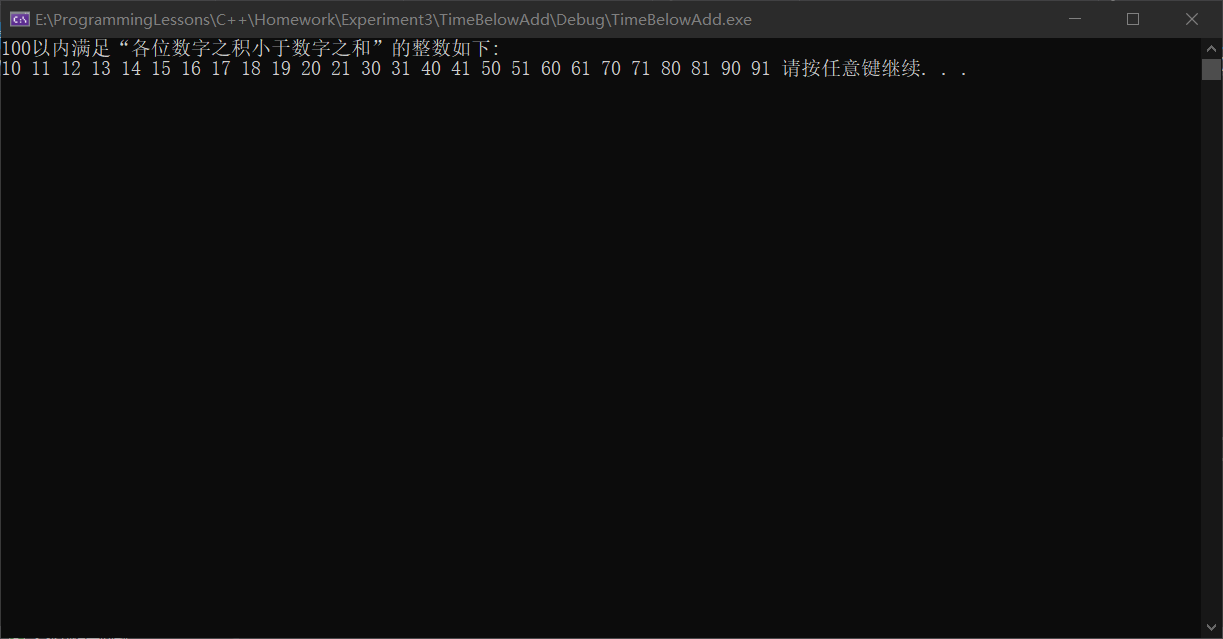 E:\ProgrammingLessons\C++\Homework\Experiment3\TimeBelowAdd\Debug\TimeBelowAdd.exe
100以内满足“各位数字之积小于数字之和”的整数如下:
10 11 12 13 14 15 16 17 18 19 20 21 30 31 40 41 50 51 60 61 70 71 80 81 90 91 请按任意键继续. . .